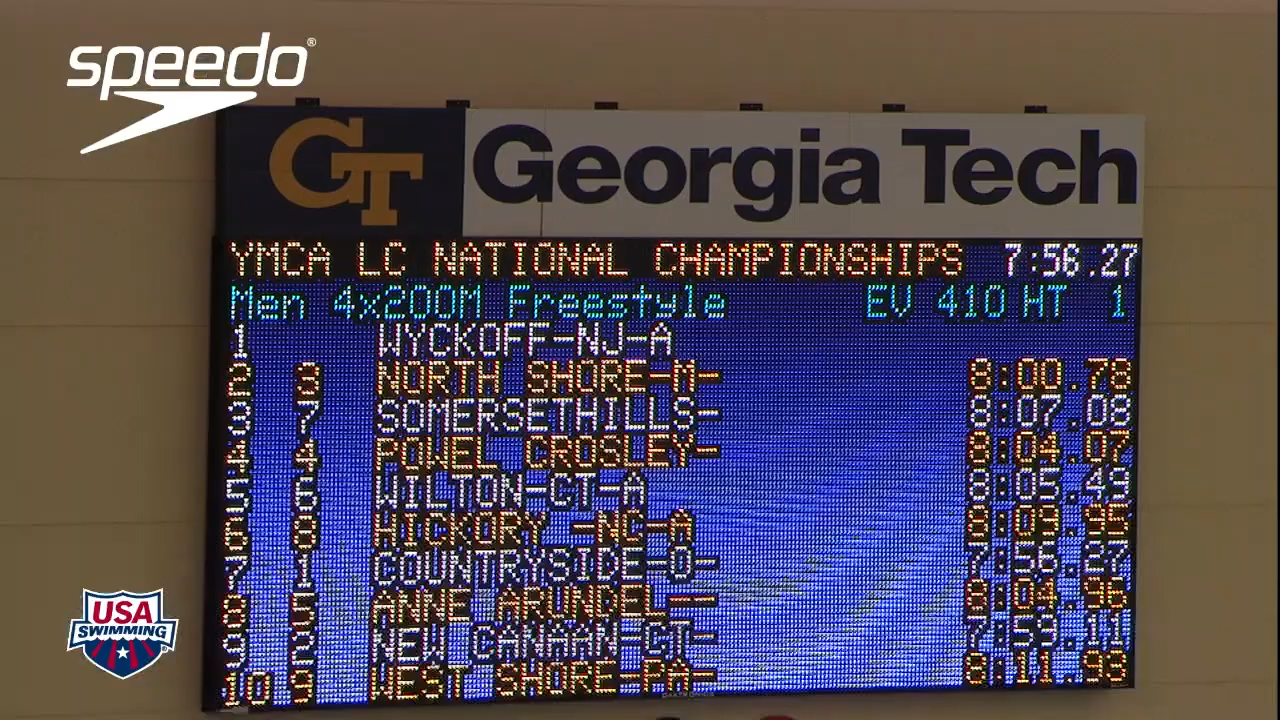 speedo®
GT Georgia Tech
YMCA LC NATIONAL CHAMPIONSHIPS 7:56.27
Men 4x200M Freestyle EV 410 HT 1
1 WYCKOFF-NJ-A
2 3 NORTH SHORE-M- 8:00.78
3 7 SOMERSETHILLS- 8:07.08
4 4 POWEL CROSLEY- 8:04.07
5 6 WILTON-CT-A 8:05.49
6 8 HICKORY -NC-A 8:09.95
7 1 COUNTRYSIDE-O- 7:56.27
8 5 ANNE ARUNDEL-- 8:04.96
9 2 NEW CANAAN CT- 7:59.11
10 9 WEST SHORE-PA- 8:11.93
USA
SWIMMING®